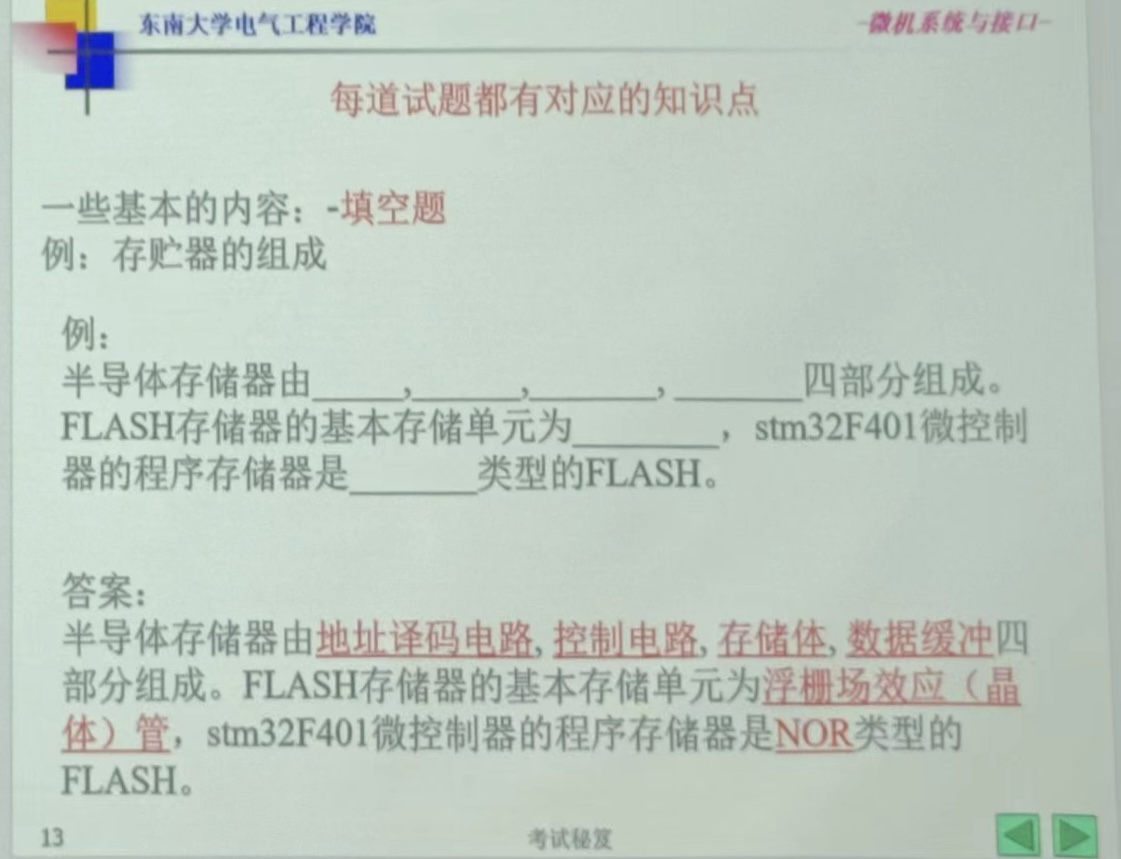 东南大学电气工程学院
-微机系统与接口-
每道试题都有对应的知识点
一些基本的内容：-填空题
例：存贮器的组成
例：
半导体存储器由____,_____,______,______四部分组成。
FLASH存储器的基本存储单元为_______，stm32F401微控制
器的程序存储器是______类型的FLASH。
答案：
半导体存储器由地址译码电路,控制电路,存储体,数据缓冲四
部分组成。FLASH存储器的基本存储单元为浮栅场效应（晶
体）管，stm32F401微控制器的程序存储器是NOR类型的
FLASH。
13
考试秘笈